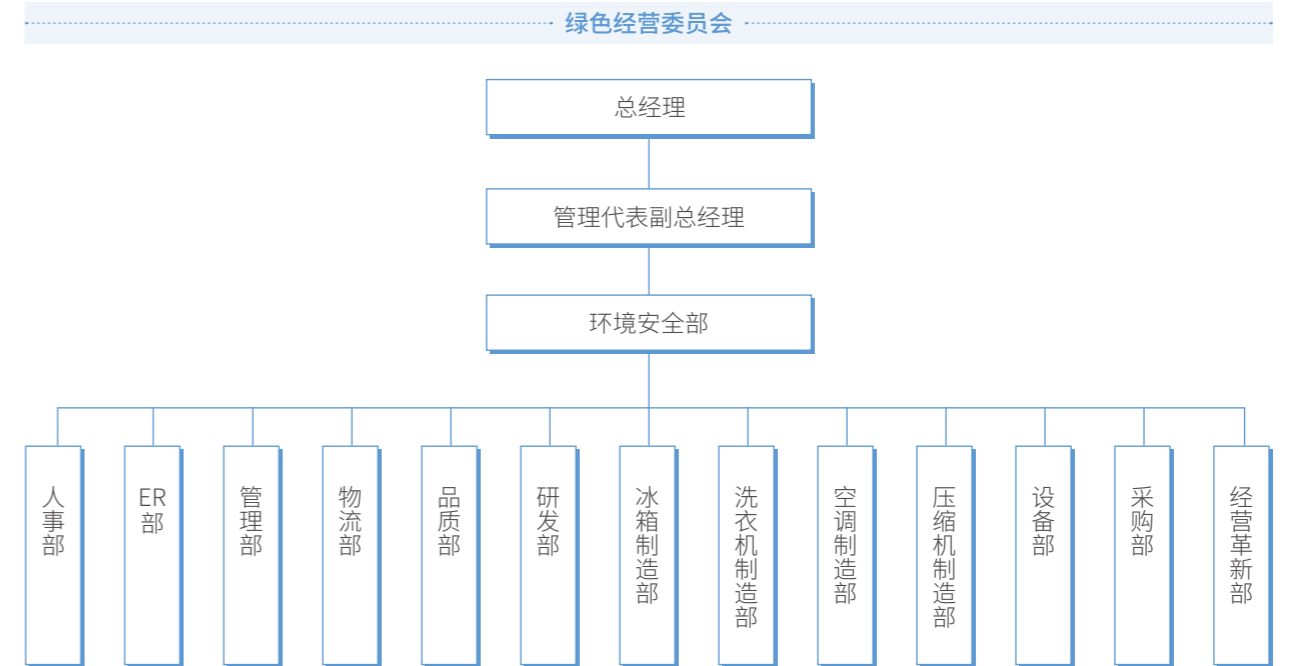 绿色经营委员会
总经理
管理代表副总经理
环境安全部
人事部
ER部
管理部
物流部
品质部
研发部
冰箱制造部
洗衣机制造部
空调制造部
压缩机制造部
设备部
采购部
经营革新部